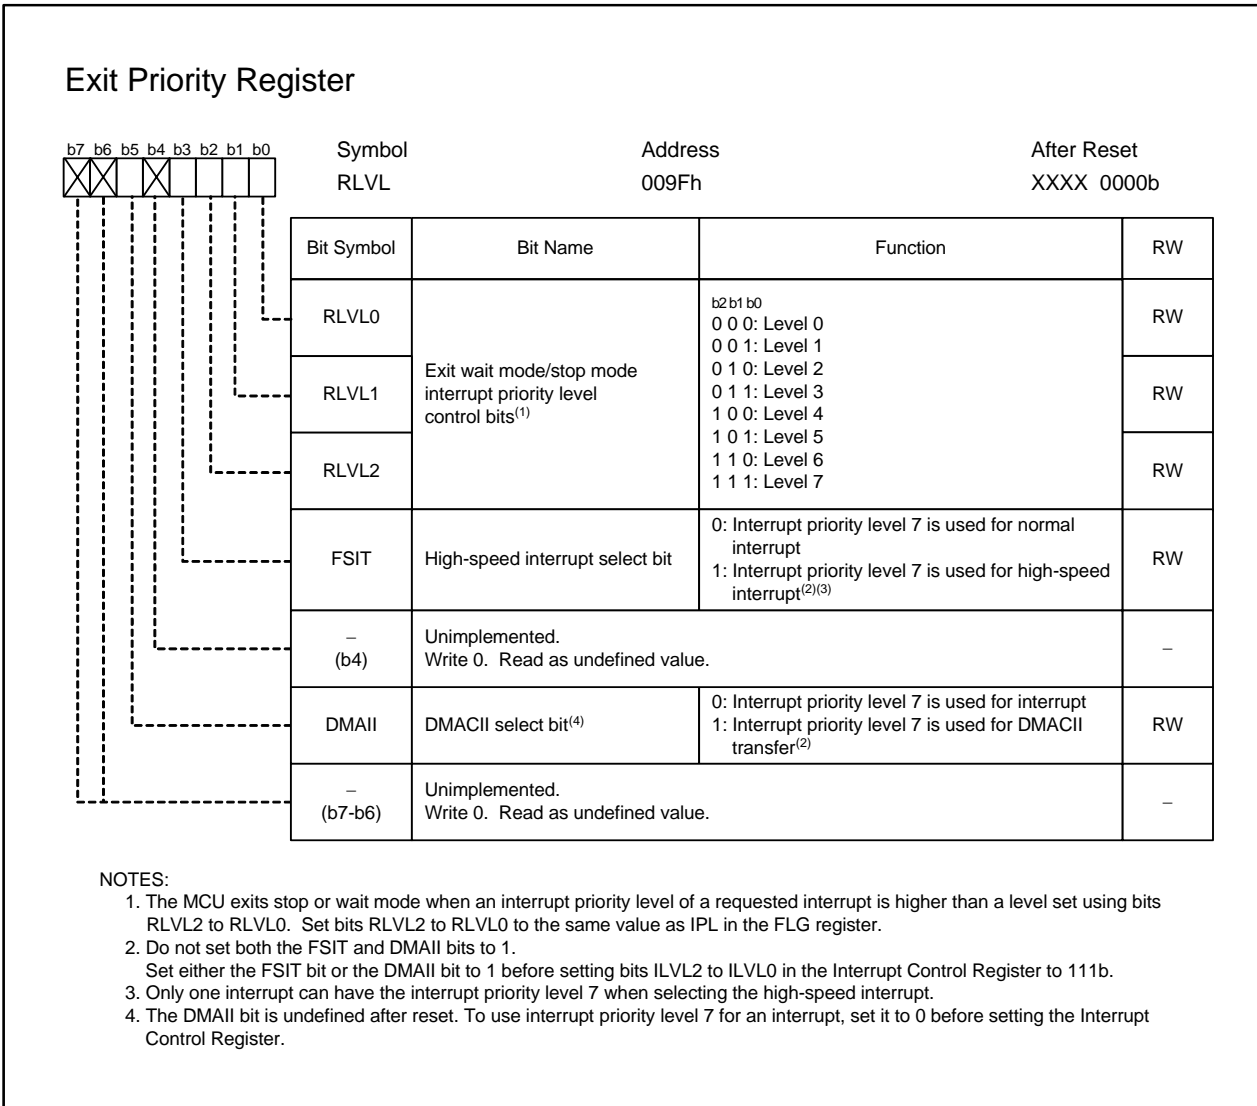 Exit Priority Register
b7 b6 b5 b4 b3 b2 b1 b0
Symbol Address After Reset
RLVL 009Fh XXXX 0000b
Bit Symbol Bit Name Function RW
RLVL0
RLVL1
RLVL2
Exit wait mode/stop mode
interrupt priority level
control bits(1)
b2 b1 b0
0 0 0: Level 0
0 0 1: Level 1
0 1 0: Level 2
0 1 1: Level 3
1 0 0: Level 4
1 0 1: Level 5
1 1 0: Level 6
1 1 1: Level 7
RW
RW
RW
FSIT
High-speed interrupt select bit
0: Interrupt priority level 7 is used for normal
interrupt
1: Interrupt priority level 7 is used for high-speed
interrupt(2)(3)
RW
–
(b4)
Unimplemented.
Write 0. Read as undefined value.
–
DMAII
DMACII select bit(4)
0: Interrupt priority level 7 is used for interrupt
1: Interrupt priority level 7 is used for DMACII
transfer(2)
RW
–
(b7-b6)
Unimplemented.
Write 0. Read as undefined value.
–
NOTES:
1. The MCU exits stop or wait mode when an interrupt priority level of a requested interrupt is higher than a level set using bits
RLVL2 to RLVL0. Set bits RLVL2 to RLVL0 to the same value as IPL in the FLG register.
2. Do not set both the FSIT and DMAII bits to 1.
Set either the FSIT bit or the DMAII bit to 1 before setting bits ILVL2 to ILVL0 in the Interrupt Control Register to 111b.
3. Only one interrupt can have the interrupt priority level 7 when selecting the high-speed interrupt.
4. The DMAII bit is undefined after reset. To use interrupt priority level 7 for an interrupt, set it to 0 before setting the Interrupt
Control Register.